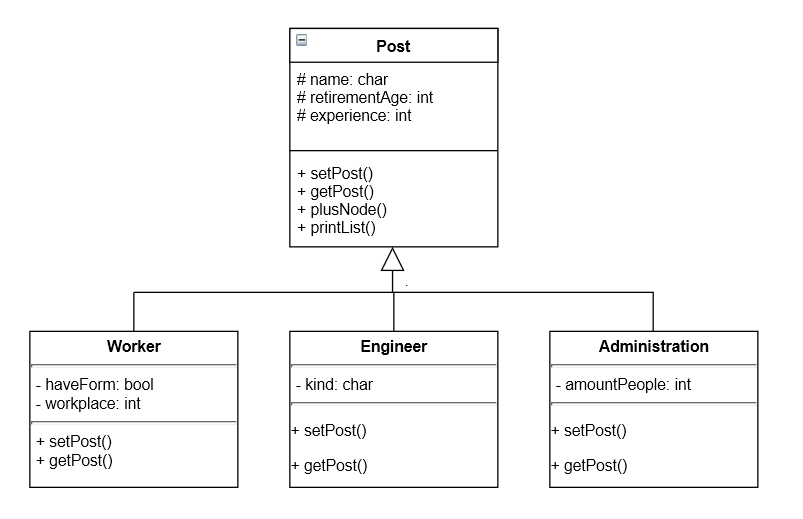 Post
# name: char
# retirementAge: int
# experience: int
+ setPost()
+ getPost()
+ plusNode()
+ printList()
Worker
- haveForm: bool
- workplace: int
+ setPost()
+ getPost()
Engineer
- kind: char
+ setPost()
+ getPost()
Administration
- amountPeople: int
+ setPost()
+ getPost()